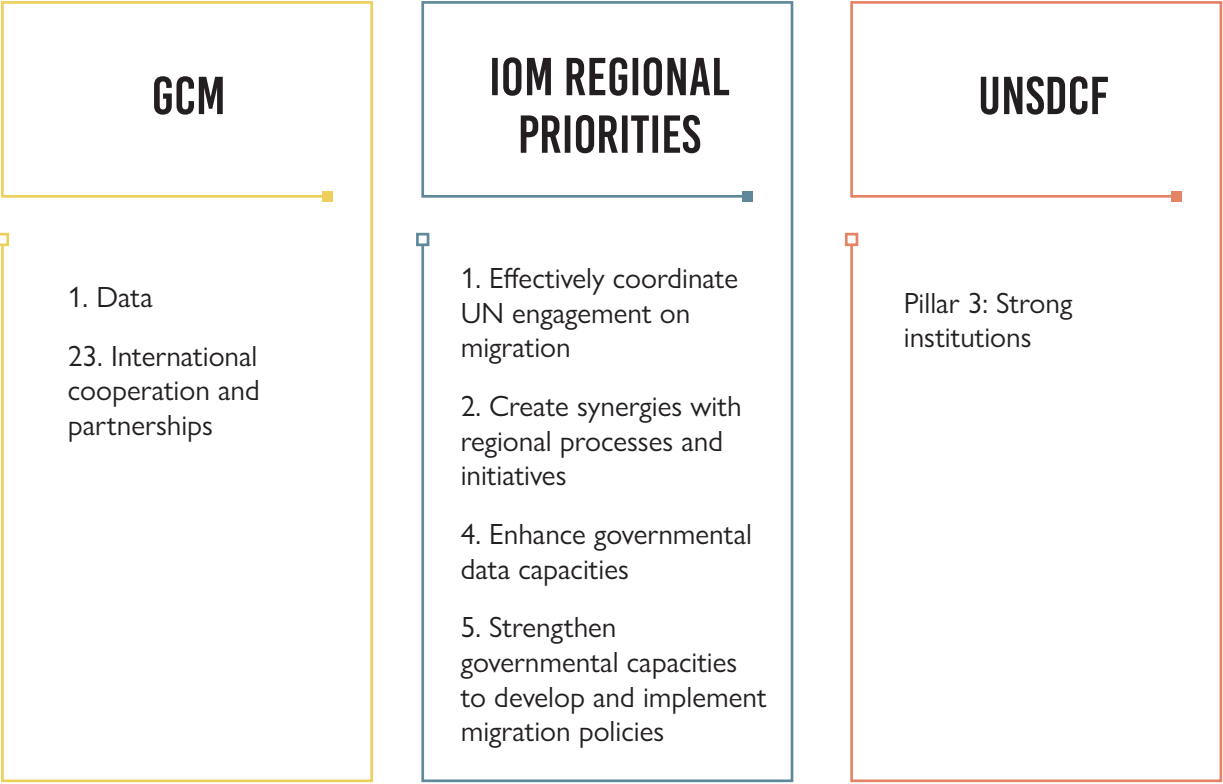 GCM
1. Data
23. International
cooperation and
partnerships
IOM REGIONAL
PRIORITIES
1. Effectively coordinate
UN engagement on
migration
2. Create synergies with
regional processes and
initiatives
4. Enhance governmental
data capacities
5. Strengthen
governmental capacities
to develop and implement
migration policies
UNSDCF
Pillar 3: Strong
institutions